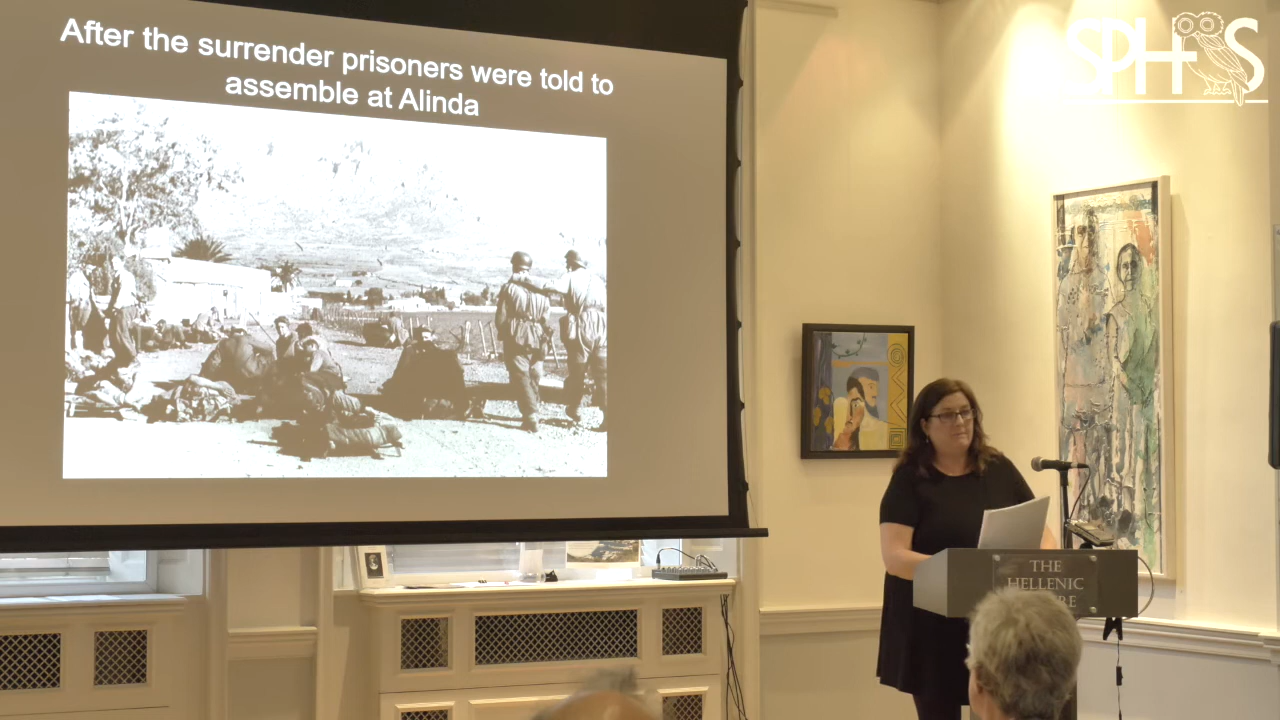 After the surrender prisoners were told to
assemble at Alinda
SPHS
THE
HELLENIC